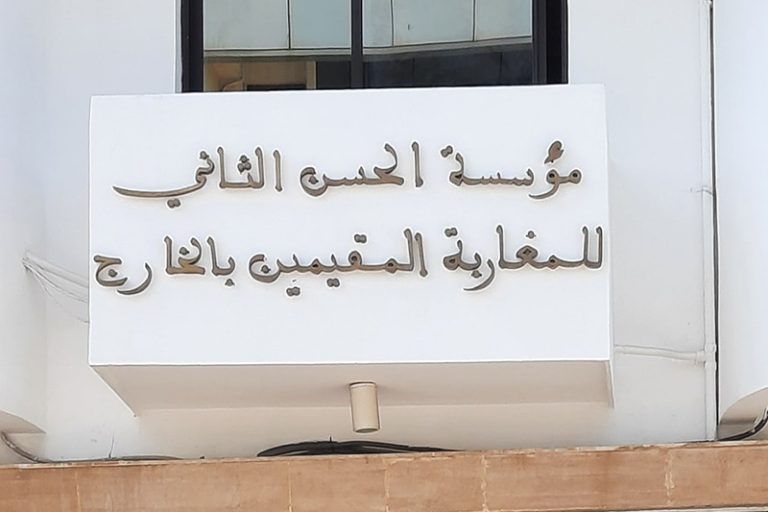 مؤسسة الحسن الثاني
للمغاربة المقيمين بالخارج